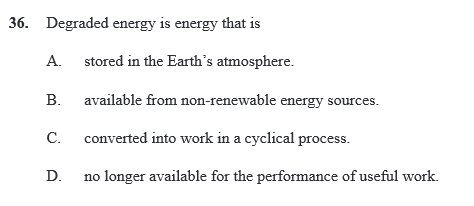 36. Degraded energy is energy that is
A. stored in the Earth's atmosphere.
B. available from non-renewable energy sources.
C. converted into work in a cyclical process.
D. no longer available for the performance of useful work.